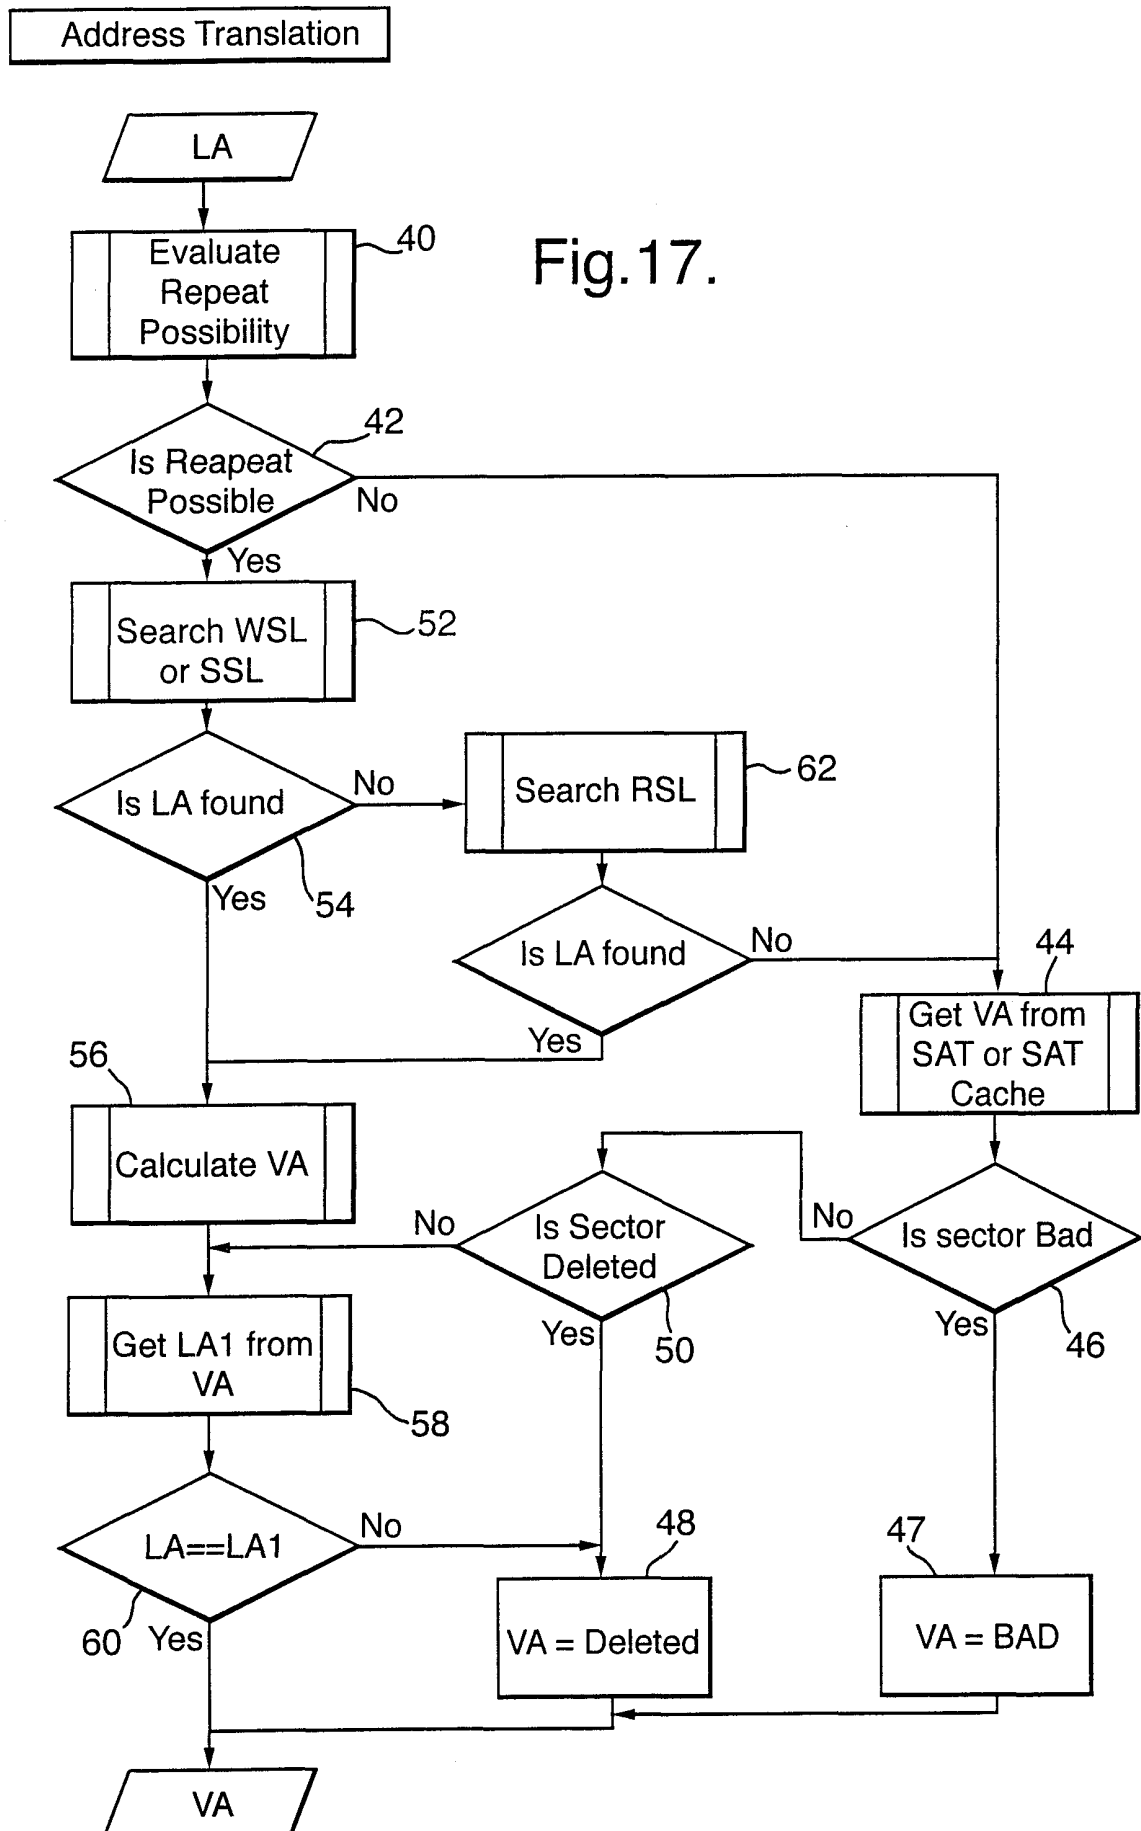 Address Translation
LA
Evaluate
Repeat
Possibility
40
Fig.17.
Is Reapeat
Possible
42
No
Yes
Search WSL
or SSL
52
Is LA found
No
54
Yes
Search RSL
62
Is LA found
No
Yes
44
Get VA from
SAT or SAT
Cache
56
Calculate VA
No
Is Sector
Deleted
Yes
50
No
Is sector Bad
Yes
46
Get LA1 from
VA
58
LA==LA1
No
60
Yes
48
VA = Deleted
47
VA = BAD
VA